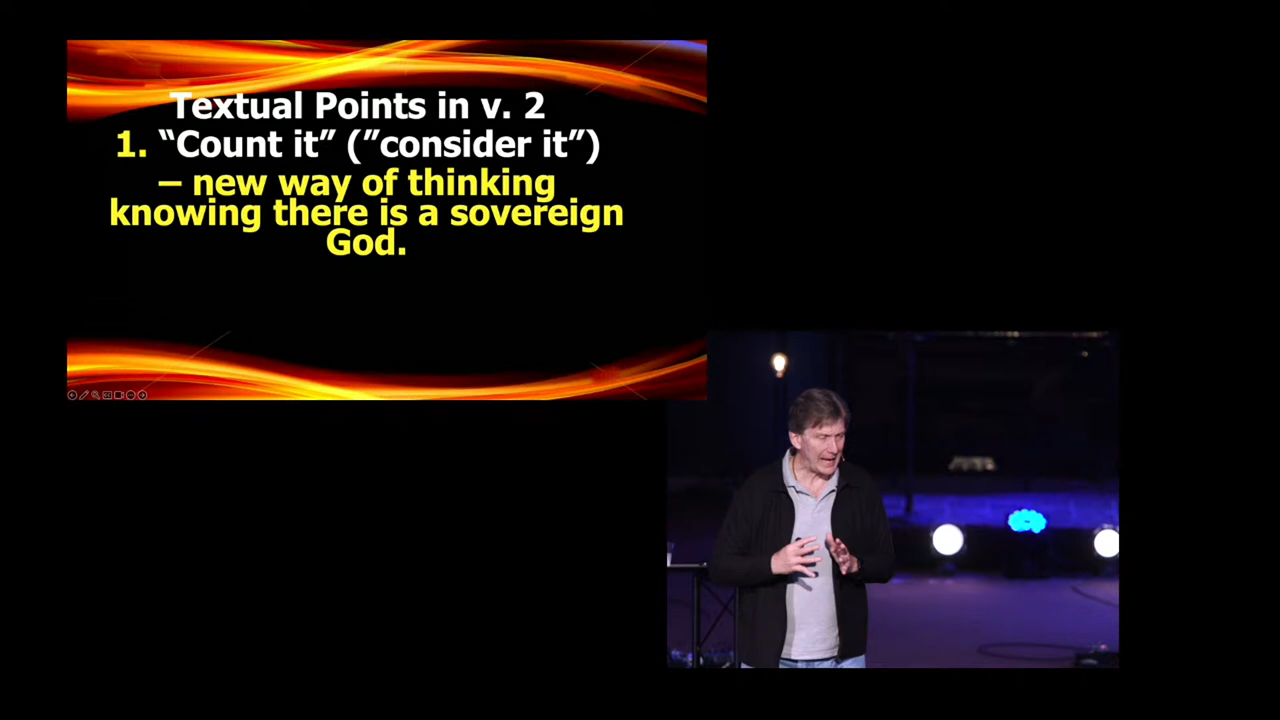 Textual Points in v. 2
1. “Count it” (”consider it”)
– new way of thinking
knowing there is a sovereign
God.